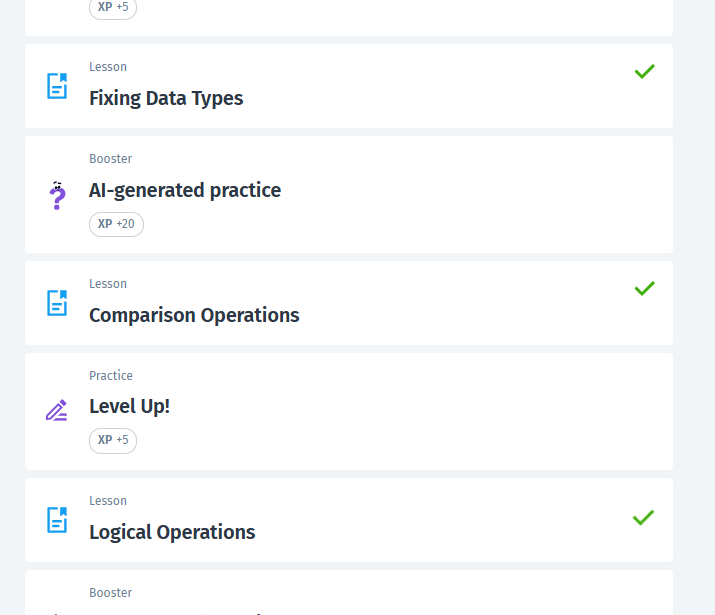 XP +5
Lesson
Fixing Data Types
Booster
AI-generated practice
XP +20
Lesson
Comparison Operations
Practice
Level Up!
XP +5
Lesson
Logical Operations
Booster